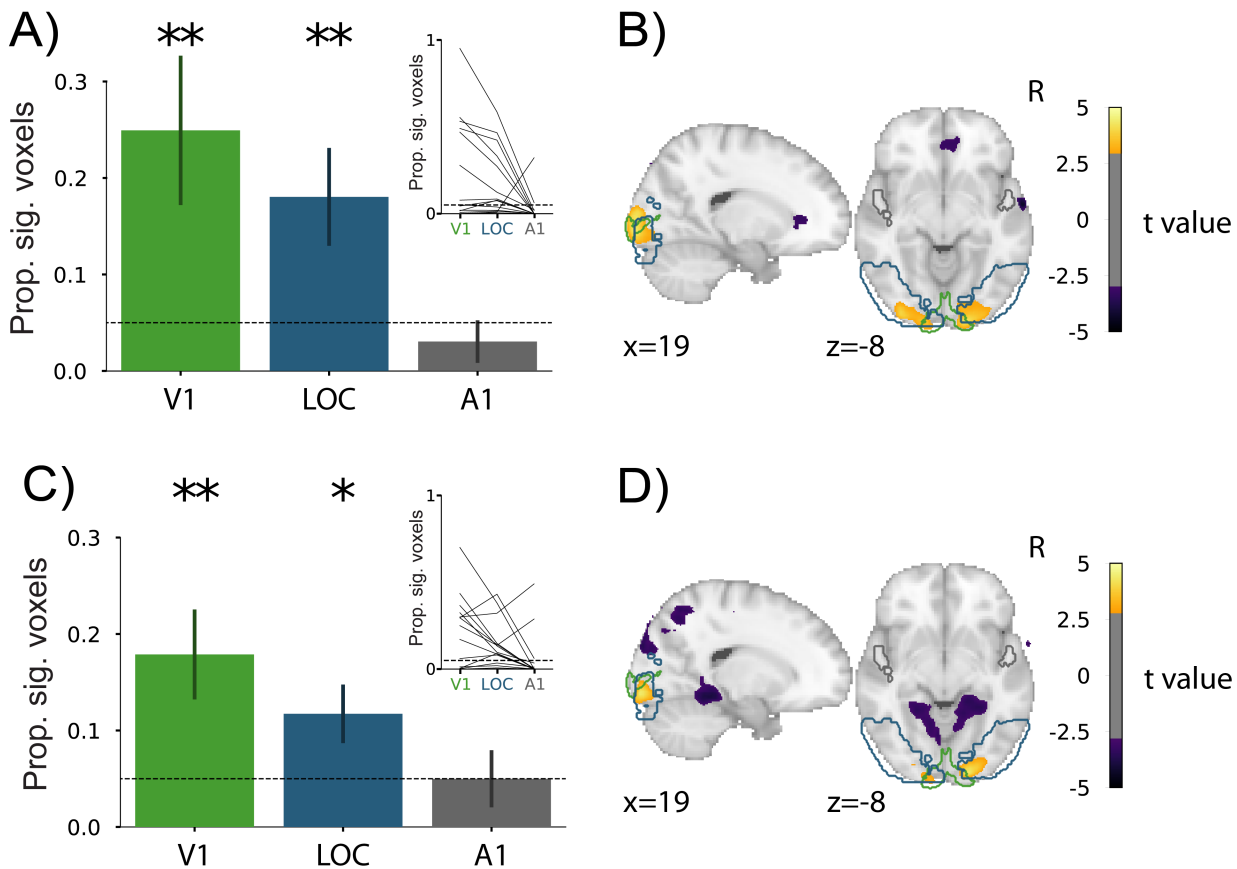 A)
** **
0.3
0.2
0.1
0.0
Prop. sig. voxels
V1 LOC A1
1
0
Prop. sig. voxels
V1 LOC A1
B)
R
5
2.5
0
-2.5
-5
t value
x=19 z=-8
C)
** *
0.3
0.2
0.1
0.0
Prop. sig. voxels
V1 LOC A1
1
0
Prop. sig. voxels
V1 LOC A1
D)
R
5
2.5
0
-2.5
-5
t value
x=19 z=-8